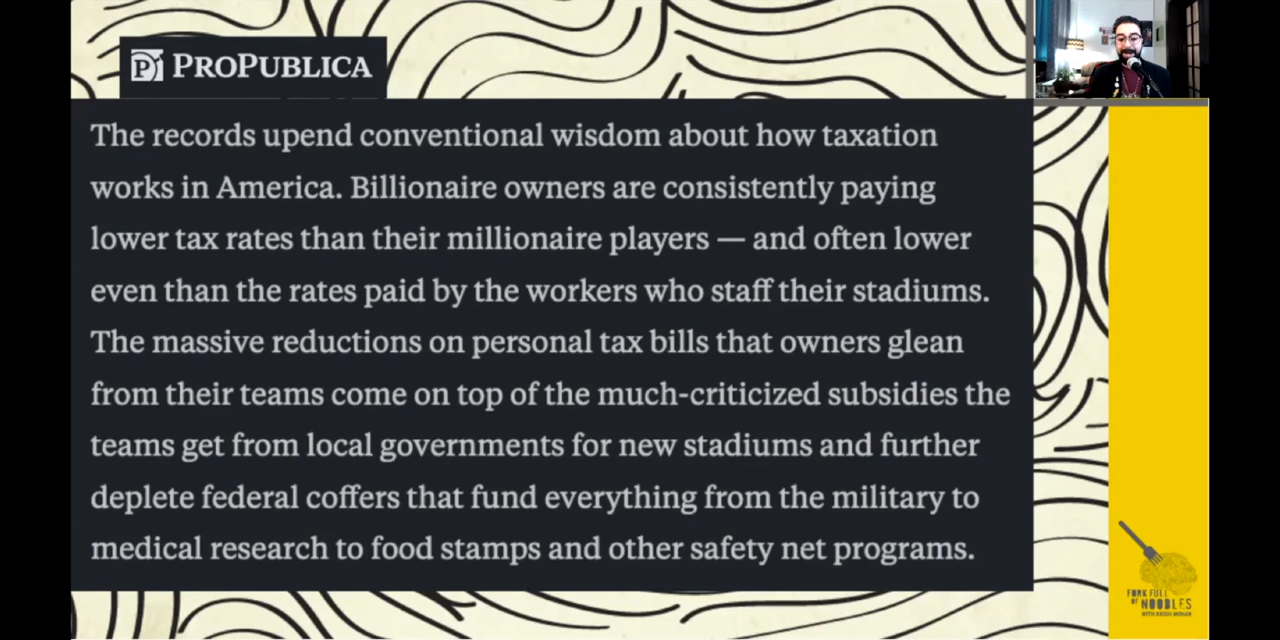 PROPUBLICA
The records upend conventional wisdom about how taxation
works in America. Billionaire owners are consistently paying
lower tax rates than their millionaire players — and often lower
even than the rates paid by the workers who staff their stadiums.
The massive reductions on personal tax bills that owners glean
from their teams come on top of the much-criticized subsidies the
teams get from local governments for new stadiums and further
deplete federal coffers that fund everything from the military to
medical research to food stamps and other safety net programs.
FORK FULL
OF NOODLES